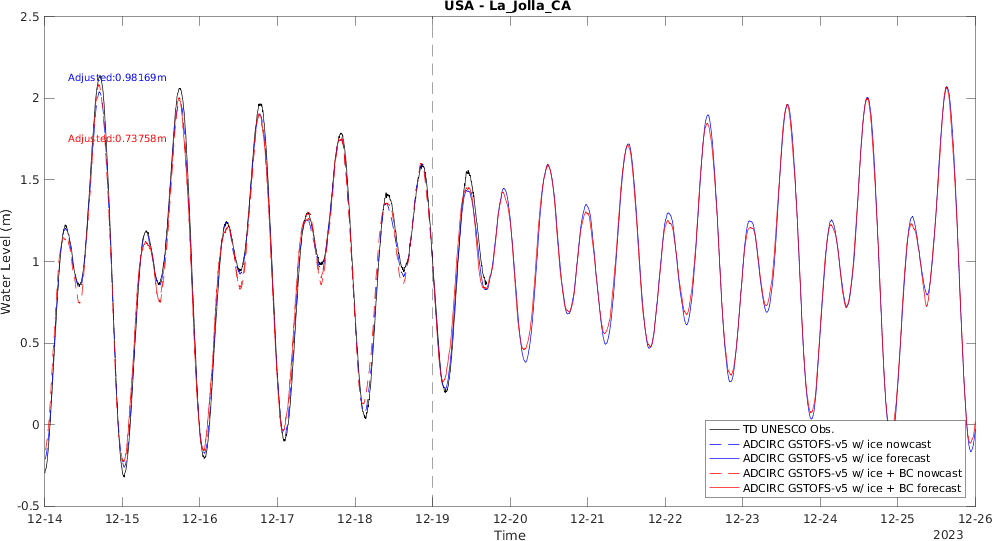 USA - La_Jolla_CA
2.5
2
1.5
1
0.5
0
-0.5
Water Level (m)
Adjusted:0.98169m
Adjusted:0.73758m
TD UNESCO Obs.
ADCIRC GSTOFS-v5 w/ ice nowcast
ADCIRC GSTOFS-v5 w/ ice forecast
ADCIRC GSTOFS-v5 w/ ice + BC nowcast
ADCIRC GSTOFS-v5 w/ ice + BC forecast
12-14 12-15 12-16 12-17 12-18 12-19 12-20 12-21 12-22 12-23 12-24 12-25 12-26
Time
2023